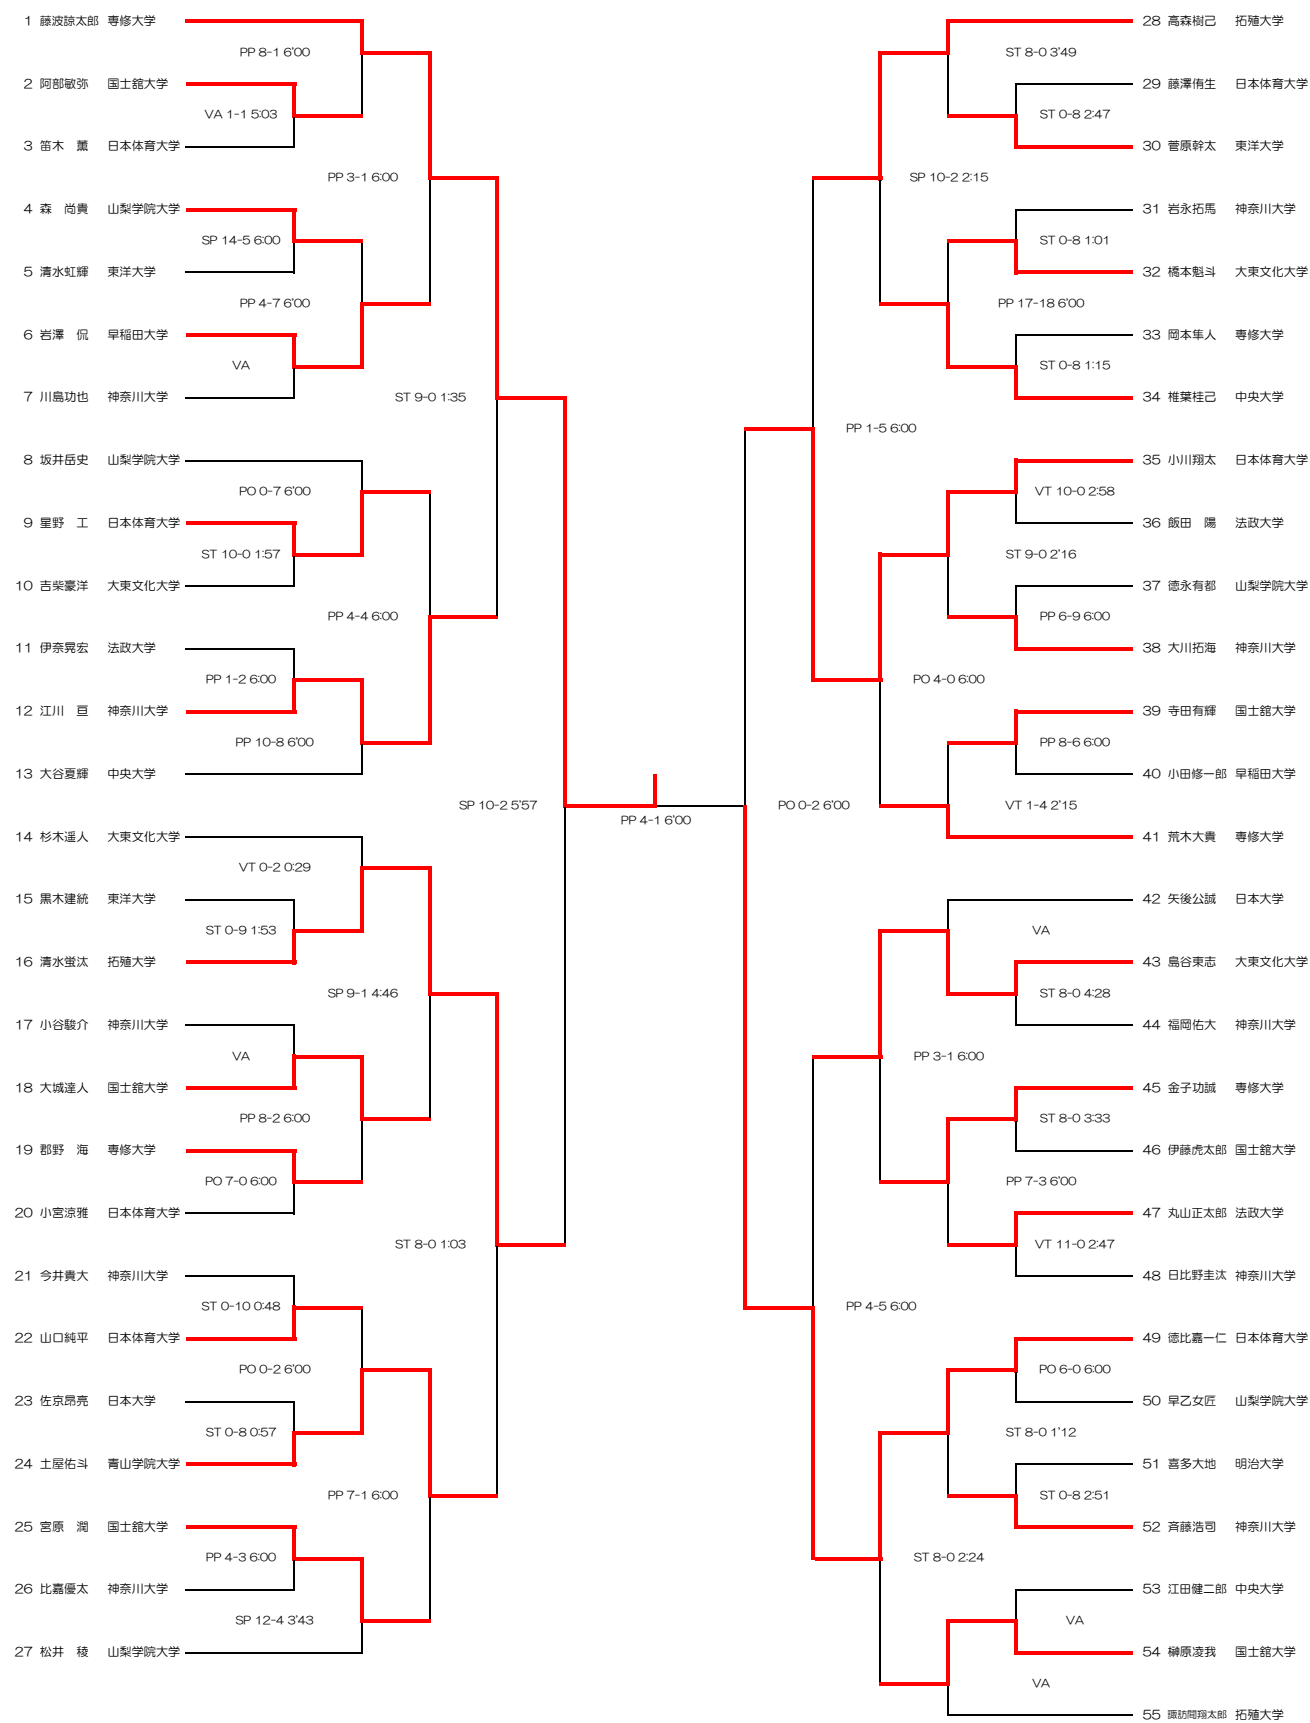 1 藤波諒太郎 専修大学
PP 8-1 6'00
2 阿部敏弥 国士舘大学
VA 1-1 5:03
3 笛木 薫 日本体育大学
PP 3-1 6:00
4 森 尚貴 山梨学院大学
SP 14-5 6:00
5 清水虹輝 東洋大学
PP 4-7 6'00
6 岩澤 侃 早稲田大学
VA
7 川島功也 神奈川大学
ST 9-0 1:35
8 坂井岳史 山梨学院大学
PO 0-7 6'00
9 星野 工 日本体育大学
ST 10-0 1:57
10 吉柴豪洋 大東文化大学
PP 4-4 6:00
11 伊奈晃宏 法政大学
PP 1-2 6:00
12 江川 亘 神奈川大学
PP 10-8 6'00
13 大谷夏輝 中央大学
SP 10-2 5'57
PP 4-1 6'00
14 杉木遥人 大東文化大学
VT 0-2 0:29
15 黒木建統 東洋大学
ST 0-9 1:53
16 清水蛍汰 拓殖大学
SP 9-1 4:46
17 小谷駿介 神奈川大学
VA
18 大城達人 国士舘大学
PP 8-2 6:00
19 郡野 海 専修大学
PO 7-0 6:00
20 小宮涼雅 日本体育大学
ST 8-0 1:03
21 今井貴大 神奈川大学
ST 0-10 0:48
22 山口純平 日本体育大学
PO 0-2 6'00
23 佐京昂亮 日本大学
ST 0-8 0:57
24 土屋佑斗 青山学院大学
PP 7-1 6:00
25 宮原 潤 国士舘大学
PP 4-3 6:00
26 比嘉優太 神奈川大学
SP 12-4 3'43
27 松井 稜 山梨学院大学
28 高森樹己 拓殖大学
ST 8-0 3'49
29 藤澤侑生 日本体育大学
ST 0-8 2:47
30 菅原幹太 東洋大学
SP 10-2 2:15
31 岩永拓馬 神奈川大学
ST 0-8 1:01
32 橋本魁斗 大東文化大学
PP 17-18 6'00
33 岡本隼人 専修大学
ST 0-8 1:15
34 椎葉桂己 中央大学
PP 1-5 6:00
35 小川翔太 日本体育大学
VT 10-0 2:58
36 飯田 陽 法政大学
ST 9-0 2'16
37 徳永有都 山梨学院大学
PP 6-9 6:00
38 大川拓海 神奈川大学
PO 4-0 6:00
39 寺田有輝 国士舘大学
PP 8-6 6:00
40 小田修一郎 早稲田大学
PO 0-2 6'00
VT 1-4 2'15
41 荒木大貴 専修大学
42 矢後公誠 日本大学
VA
43 島谷東志 大東文化大学
ST 8-0 4:28
44 福岡佑大 神奈川大学
PP 3-1 6:00
45 金子功誠 専修大学
ST 8-0 3:33
46 伊藤虎太郎 国士舘大学
PP 7-3 6'00
47 丸山正太郎 法政大学
VT 11-0 2:47
48 日比野圭汰 神奈川大学
PP 4-5 6:00
49 徳比嘉一仁 日本体育大学
PO 6-0 6:00
50 早乙女匠 山梨学院大学
ST 8-0 1'12
51 喜多大地 明治大学
ST 0-8 2:51
52 斉藤浩司 神奈川大学
ST 8-0 2:24
53 江田健二郎 中央大学
VA
54 榊原凌我 国士舘大学
VA
55 諏訪間翔太郎 拓殖大学